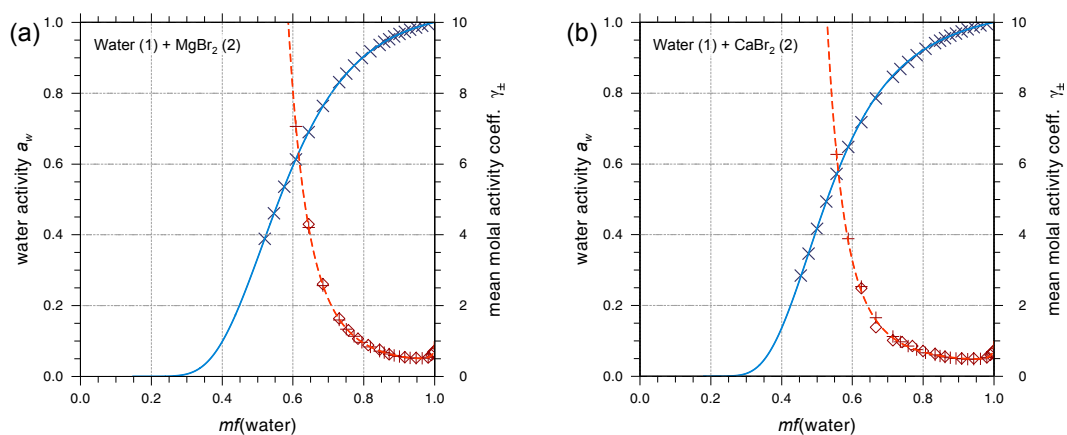 (a)
Water (1) + MgBr₂ (2)
water activity a_w
1.0
0.8
0.6
0.4
0.2
0.0
10
8
6
4
2
0
mean molal activity coeff. γ±
0.0 0.2 0.4 0.6 0.8 1.0
mf(water)
(b)
Water (1) + CaBr₂ (2)
water activity a_w
1.0
0.8
0.6
0.4
0.2
0.0
10
8
6
4
2
0
mean molal activity coeff. γ±
0.0 0.2 0.4 0.6 0.8 1.0
mf(water)